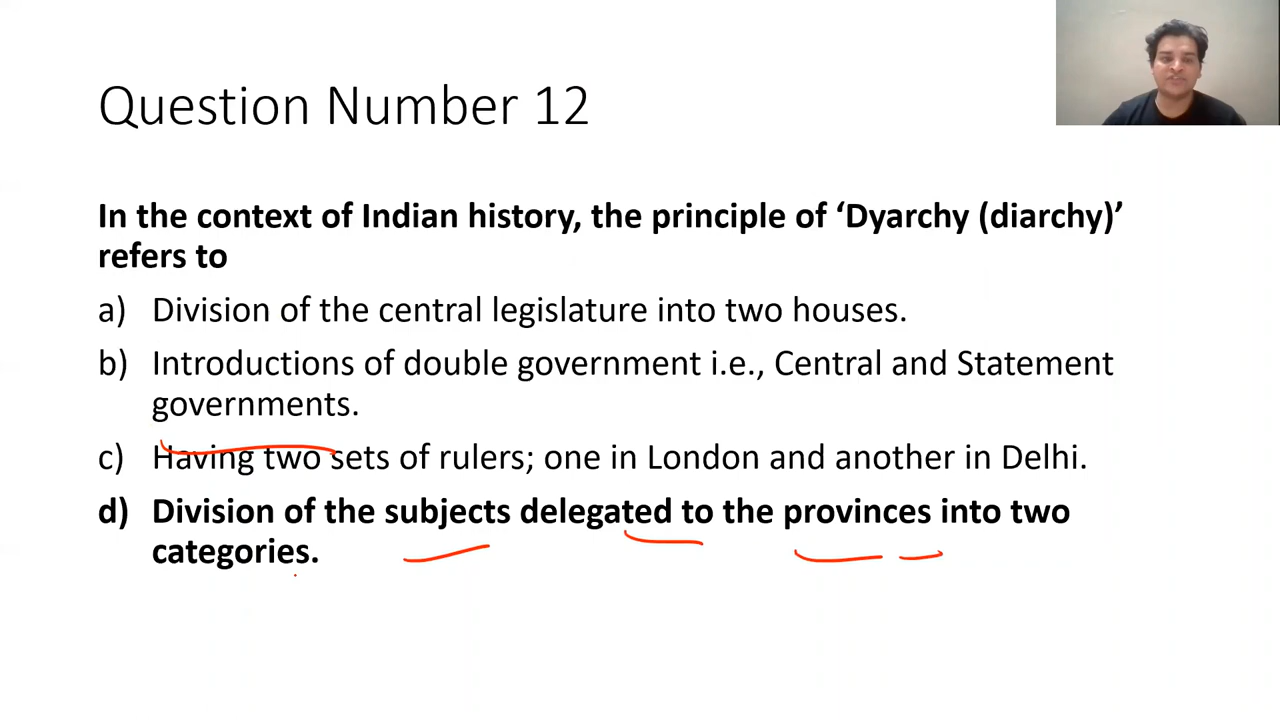 Question Number 12
In the context of Indian history, the principle of ‘Dyarchy (diarchy)’
refers to
a) Division of the central legislature into two houses.
b) Introductions of double government i.e., Central and Statement
governments.
c) Having two sets of rulers; one in London and another in Delhi.
d) Division of the subjects delegated to the provinces into two
categories.